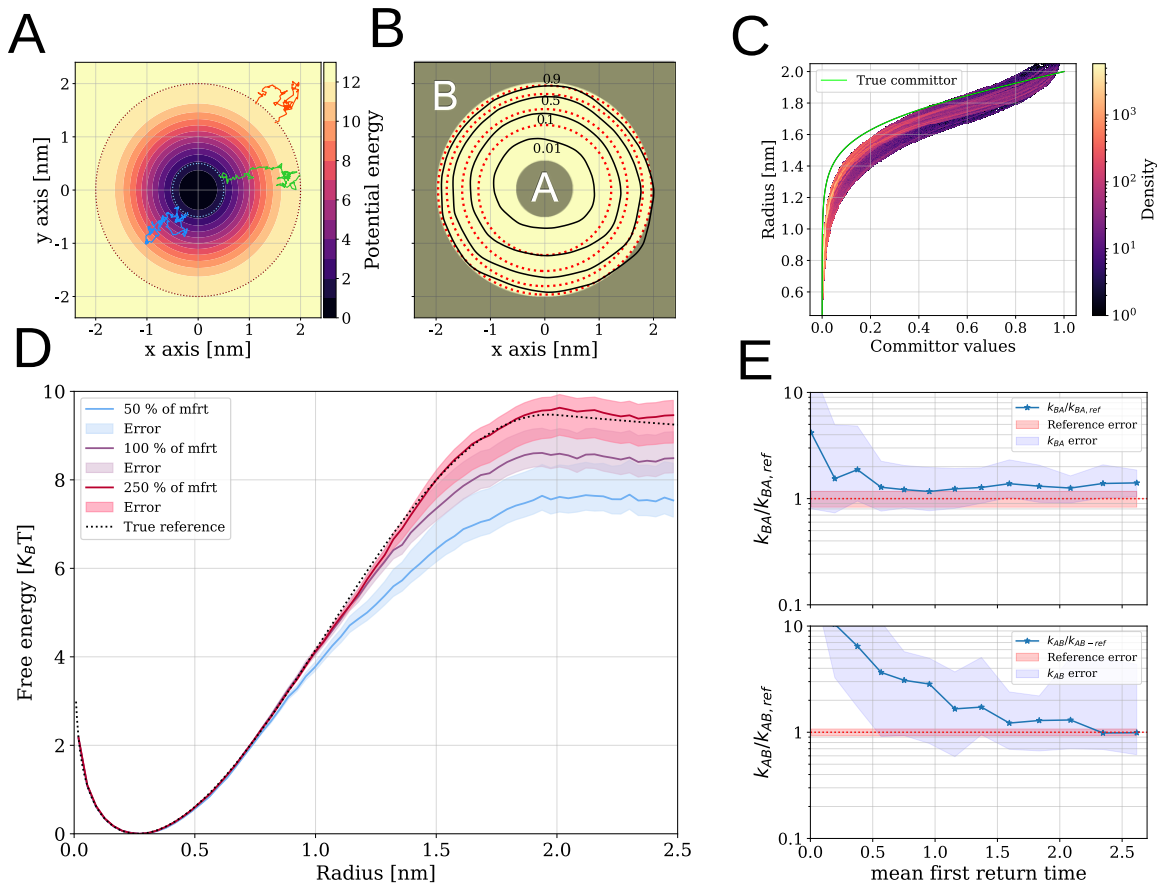 A
2
1
0
-1
-2
y axis [nm]
-2
-1
0
1
2
x axis [nm]
12
10
8
6
4
2
0
Potential energy
B
B
A
0.9
0.5
0.1
0.01
-2
-1
0
1
2
x axis [nm]
C
True committor
2.0
1.8
1.6
1.4
1.2
1.0
0.8
0.6
Radius [nm]
0.0
0.2
0.4
0.6
0.8
1.0
Committor values
10³
10²
10¹
10⁰
Density
D
50 % of mfrt
Error
100 % of mfrt
Error
250 % of mfrt
Error
True reference
10
8
6
4
2
0
Free energy [K_BT]
0.0
0.5
1.0
1.5
2.0
2.5
Radius [nm]
E
k_BA/k_BA,ref
Reference error
k_BA error
10
1
0.1
k_BA/k_BA,ref
k_AB/k_AB−ref
Reference error
k_AB error
10
1
0.1
k_AB/k_AB,ref
0.0
0.5
1.0
1.5
2.0
2.5
mean first return time